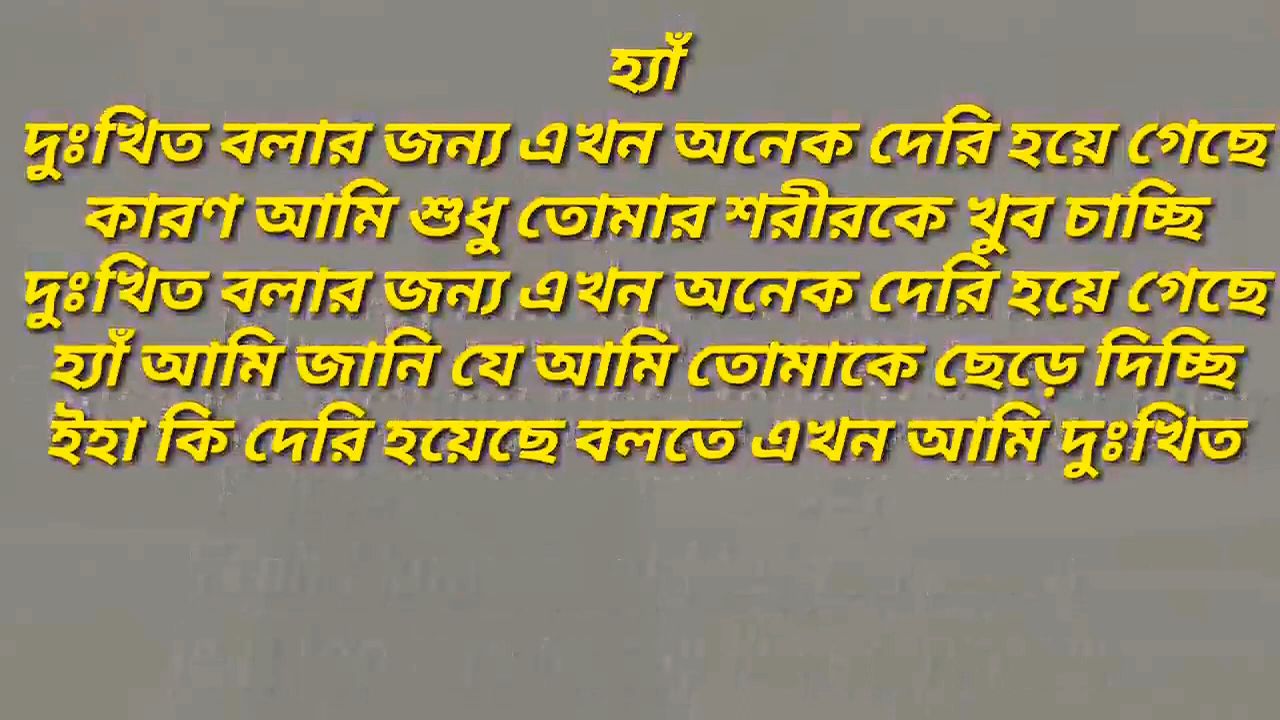 হ্যাঁ
দুঃখিত বলার জন্য এখন অনেক দেরি হয়ে গেছে
কারণ আমি শুধু তোমার শরীরকে খুব চাচ্ছি
দুঃখিত বলার জন্য এখন অনেক দেরি হয়ে গেছে
হ্যাঁ আমি জানি যে আমি তোমাকে ছেড়ে দিচ্ছি
ইহা কি দেরি হয়েছে বলতে এখন আমি দুঃখিত